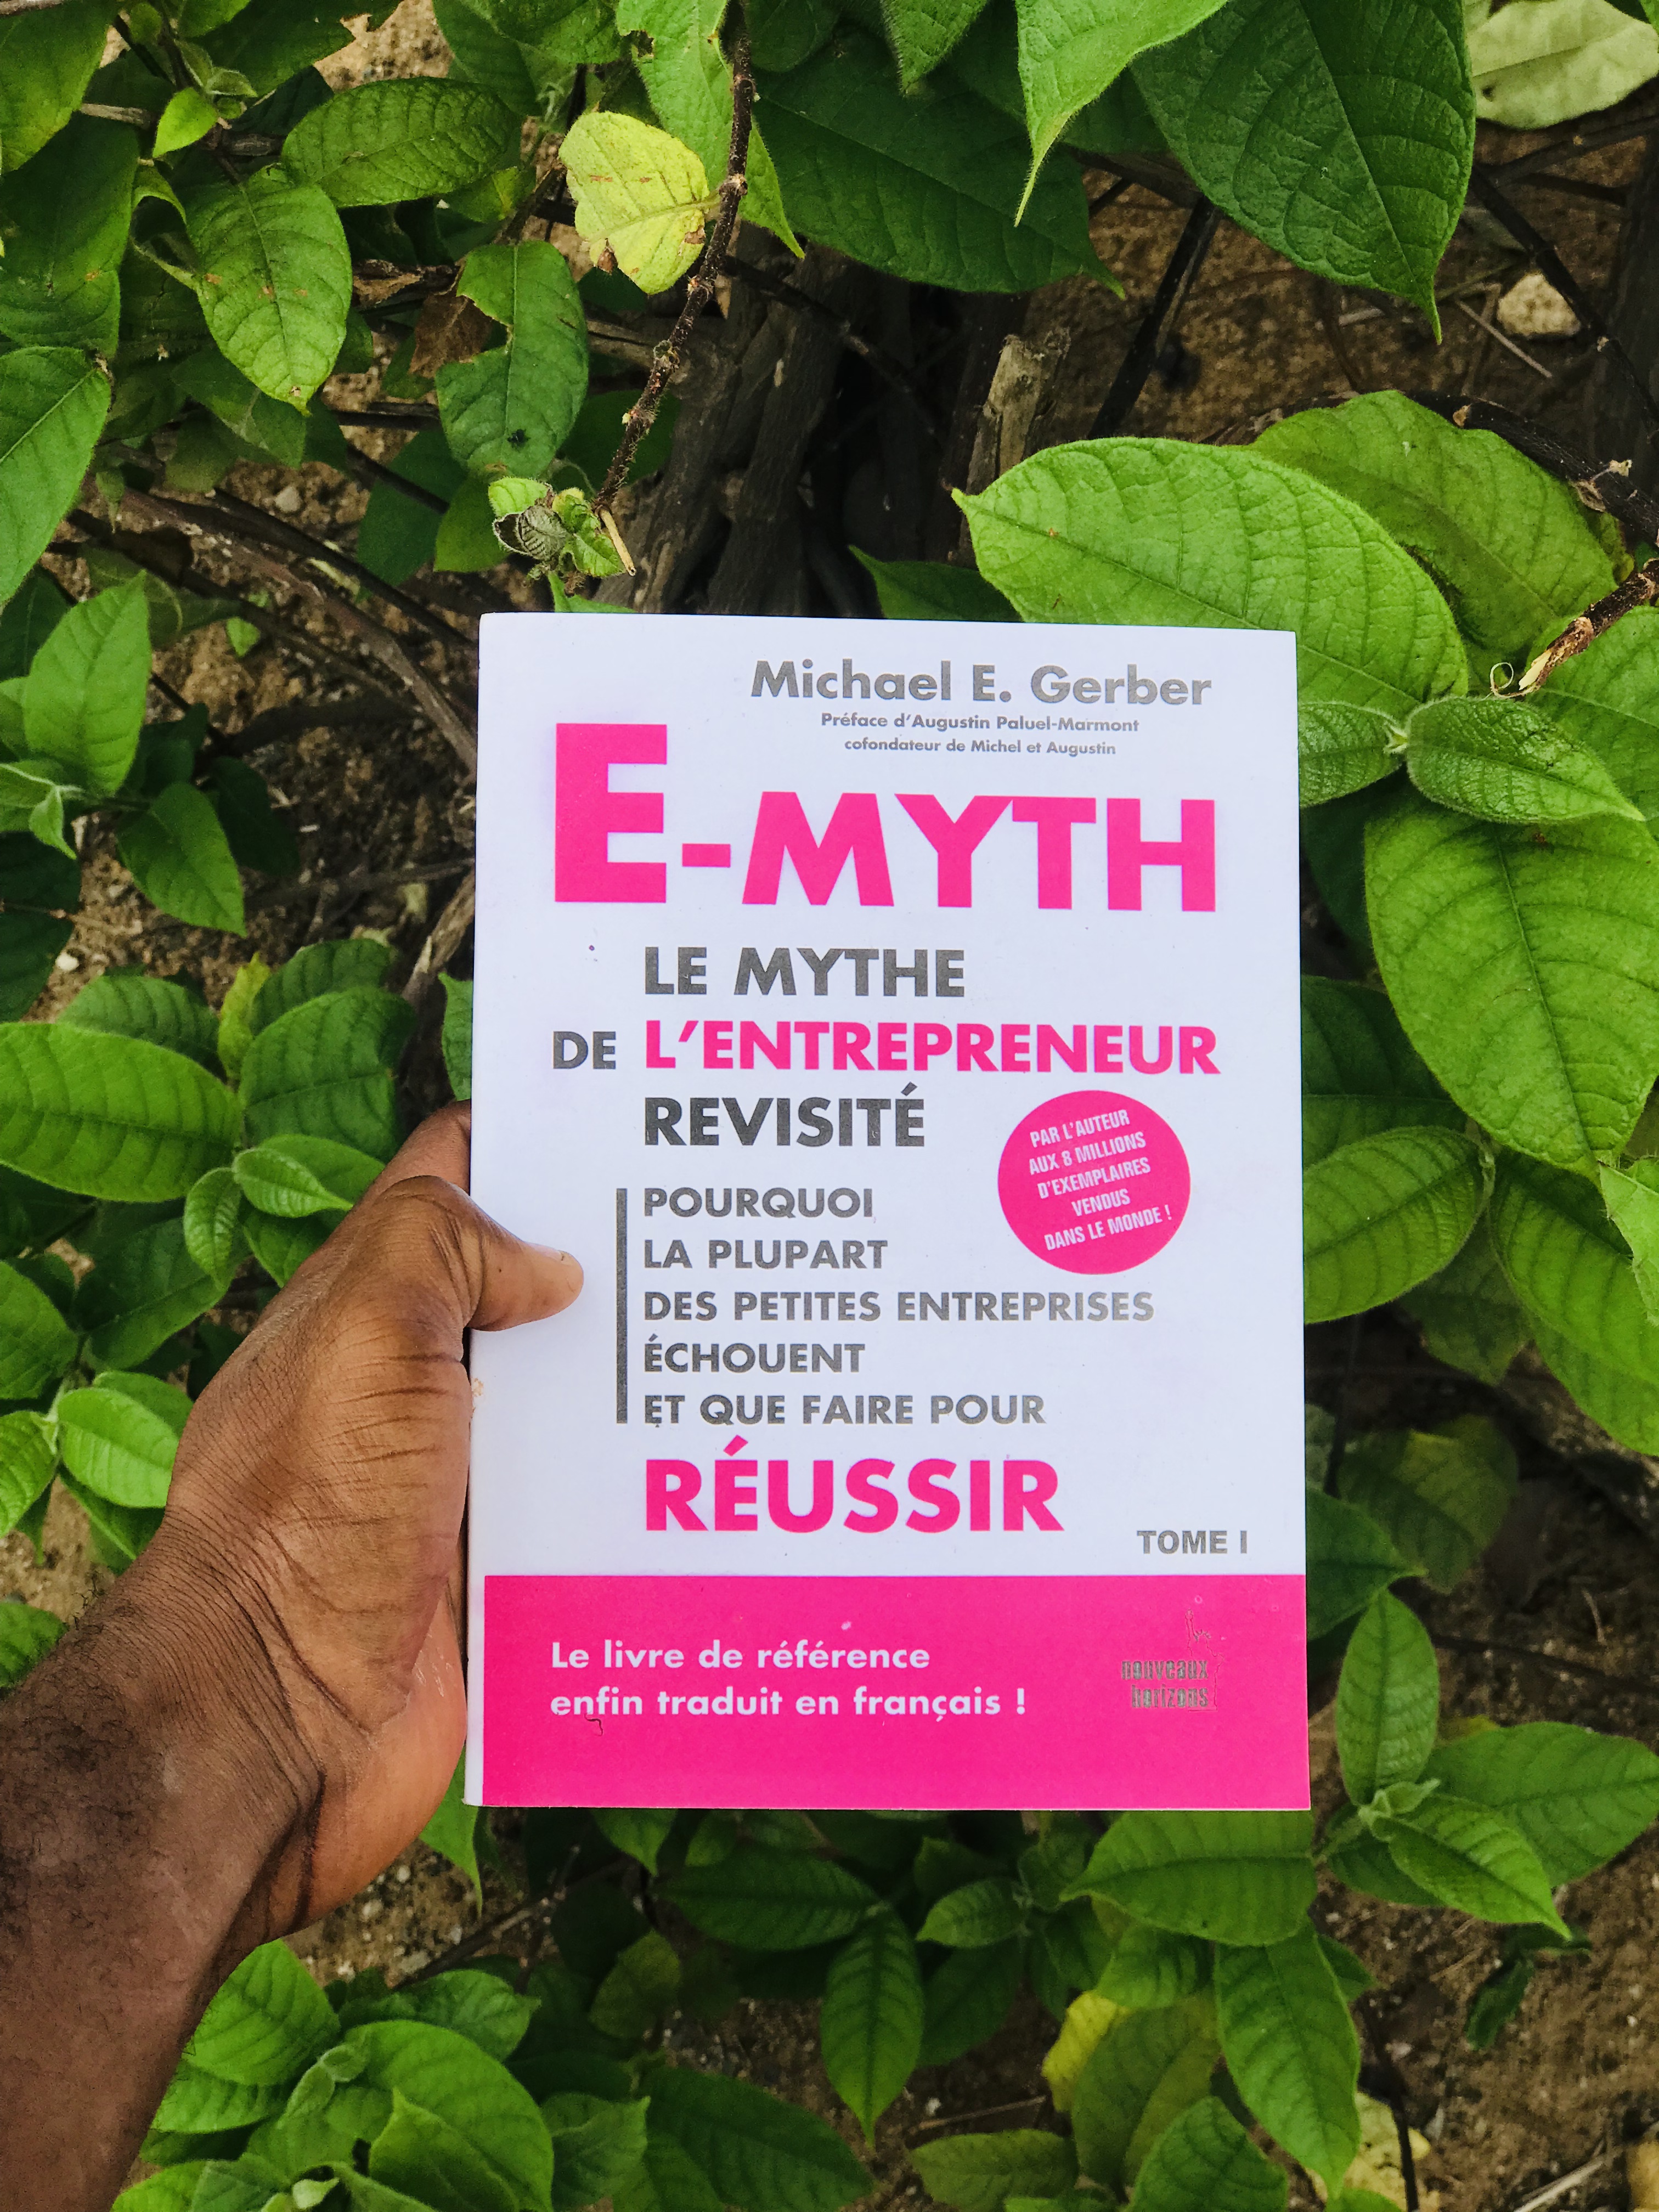 Michael E. Gerber
Préface d'Augustin Paluel-Marmont
cofondateur de Michel et Augustin
E-MYTH
LE MYTHE
DE L'ENTREPRENEUR
REVISITÉ
PAR L'AUTEUR
AUX 8 MILLIONS
D'EXEMPLAIRES
VENDUS
DANS LE MONDE !
POURQUOI
LA PLUPART
DES PETITES ENTREPRISES
ÉCHOUENT
ET QUE FAIRE POUR
RÉUSSIR
TOME I
Le livre de référence
enfin traduit en français !
nouveaux
horizons